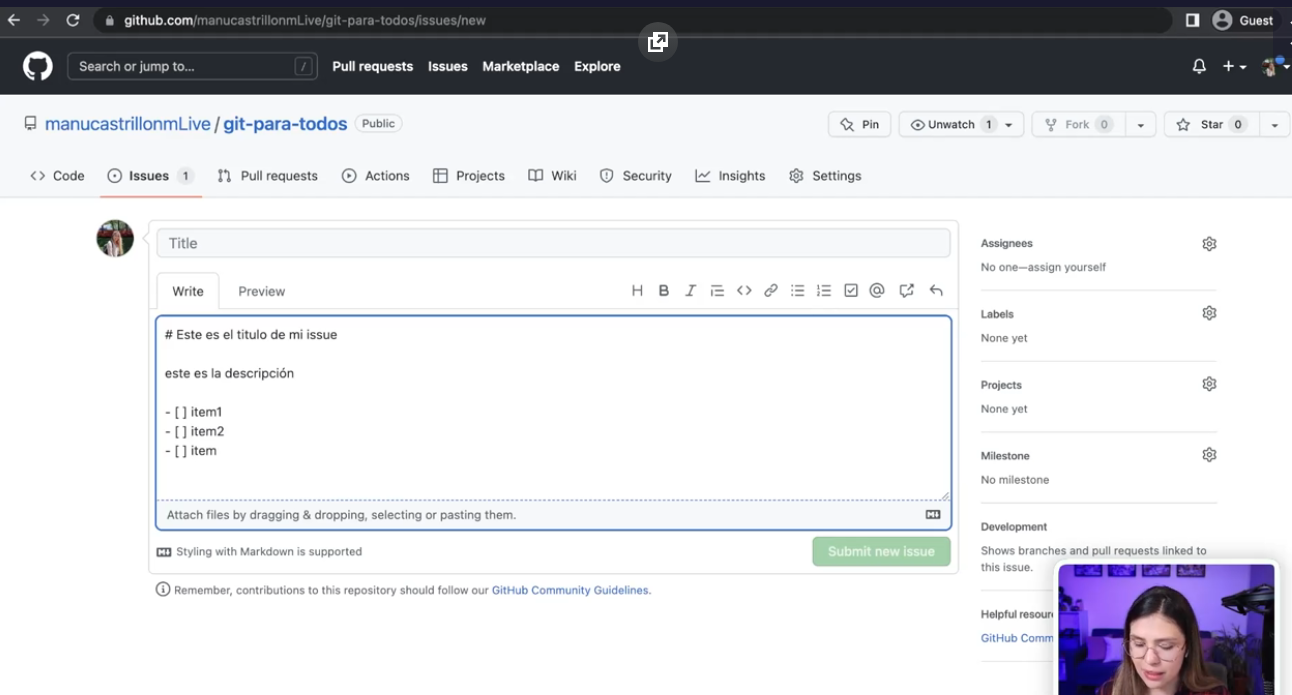 github.com/manucastrillonmLive/git-para-todos/issues/new
Guest
Search or jump to...
/
Pull requests
Issues
Marketplace
Explore
manucastrillonmLive / git-para-todos
Public
Pin
Unwatch 1
Fork 0
Star 0
Code
Issues 1
Pull requests
Actions
Projects
Wiki
Security
Insights
Settings
Title
Write
Preview
# Este es el titulo de mi issue
este es la descripción
- [ ] item1
- [ ] item2
- [ ] item
Attach files by dragging & dropping, selecting or pasting them.
Styling with Markdown is supported
Submit new issue
Remember, contributions to this repository should follow our GitHub Community Guidelines.
Assignees
No one—assign yourself
Labels
None yet
Projects
None yet
Milestone
No milestone
Development
Shows branches and pull requests linked to
this issue.
Helpful resour
GitHub Comm